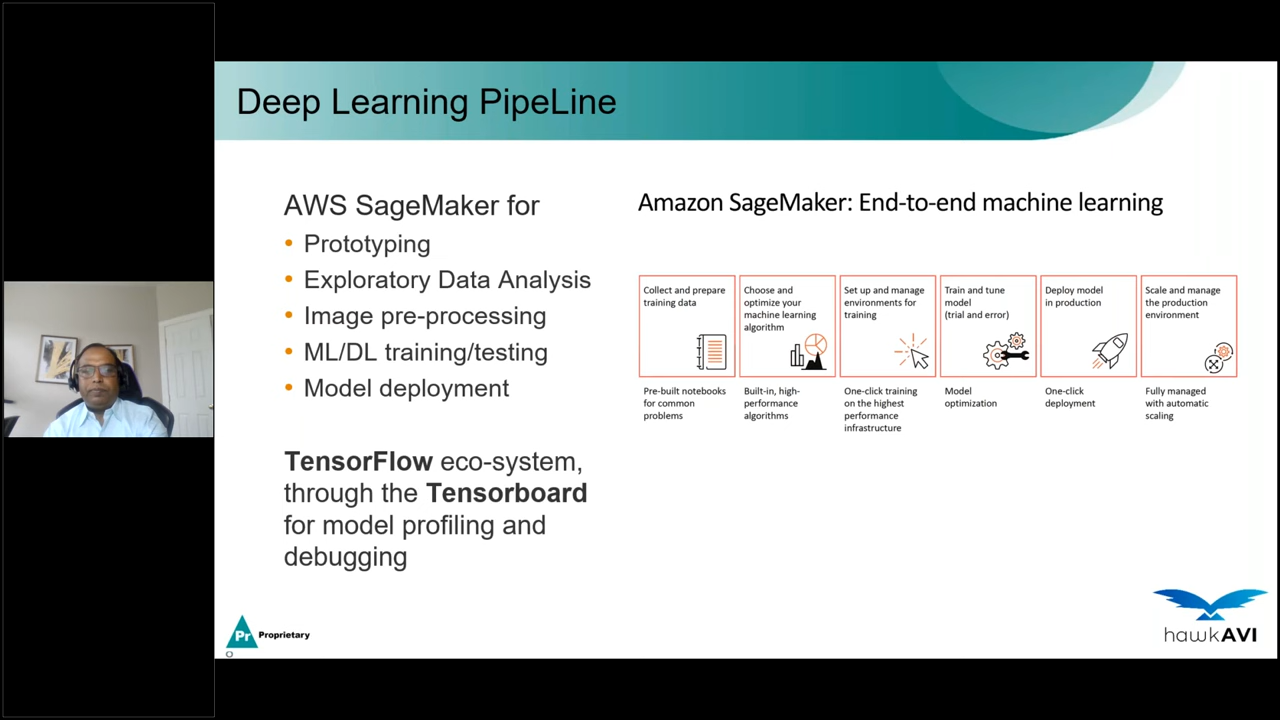 Deep Learning PipeLine
AWS SageMaker for
• Prototyping
• Exploratory Data Analysis
• Image pre-processing
• ML/DL training/testing
• Model deployment
TensorFlow eco-system,
through the Tensorboard
for model profiling and
debugging
Amazon SageMaker: End-to-end machine learning
Collect and prepare
training data
Pre-built notebooks
for common
problems
Choose and
optimize your
machine learning
algorithm
Built-in, high-
performance
algorithms
Set up and manage
environments for
training
One-click training
on the highest
performance
infrastructure
Train and tune
model
(trial and error)
Model
optimization
Deploy model
in production
One-click
deployment
Scale and manage
the production
environment
Fully managed
with automatic
scaling
Pr Proprietary
hawkAVI